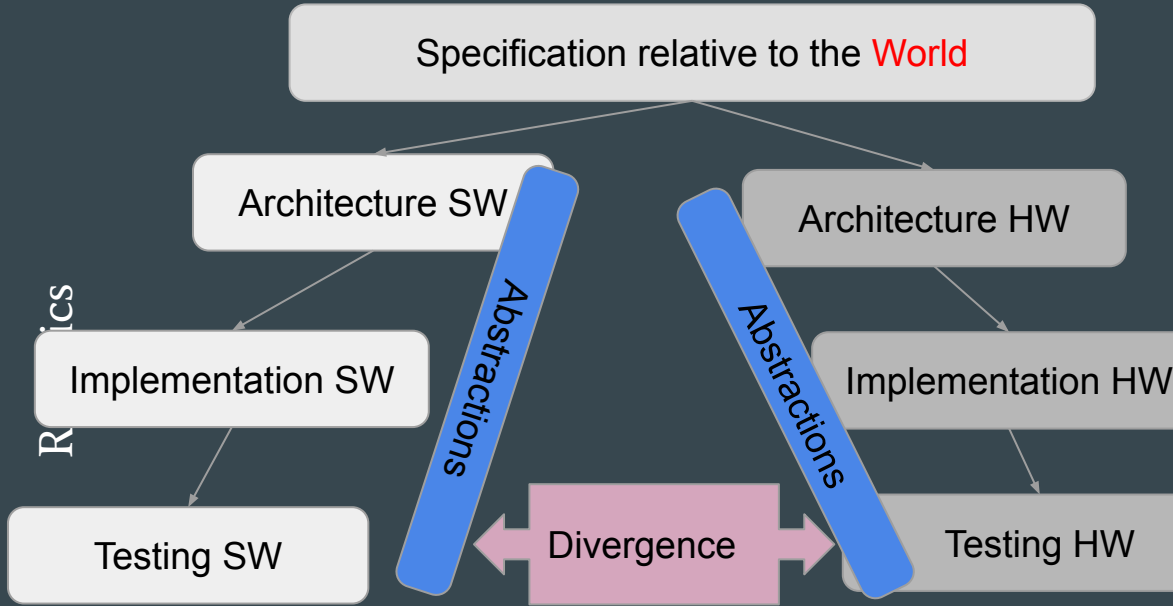 Specification relative to the World
Architecture SW
Architecture HW
Abstractions
Abstractions
Implementation SW
Implementation HW
Testing SW
Divergence
Testing HW